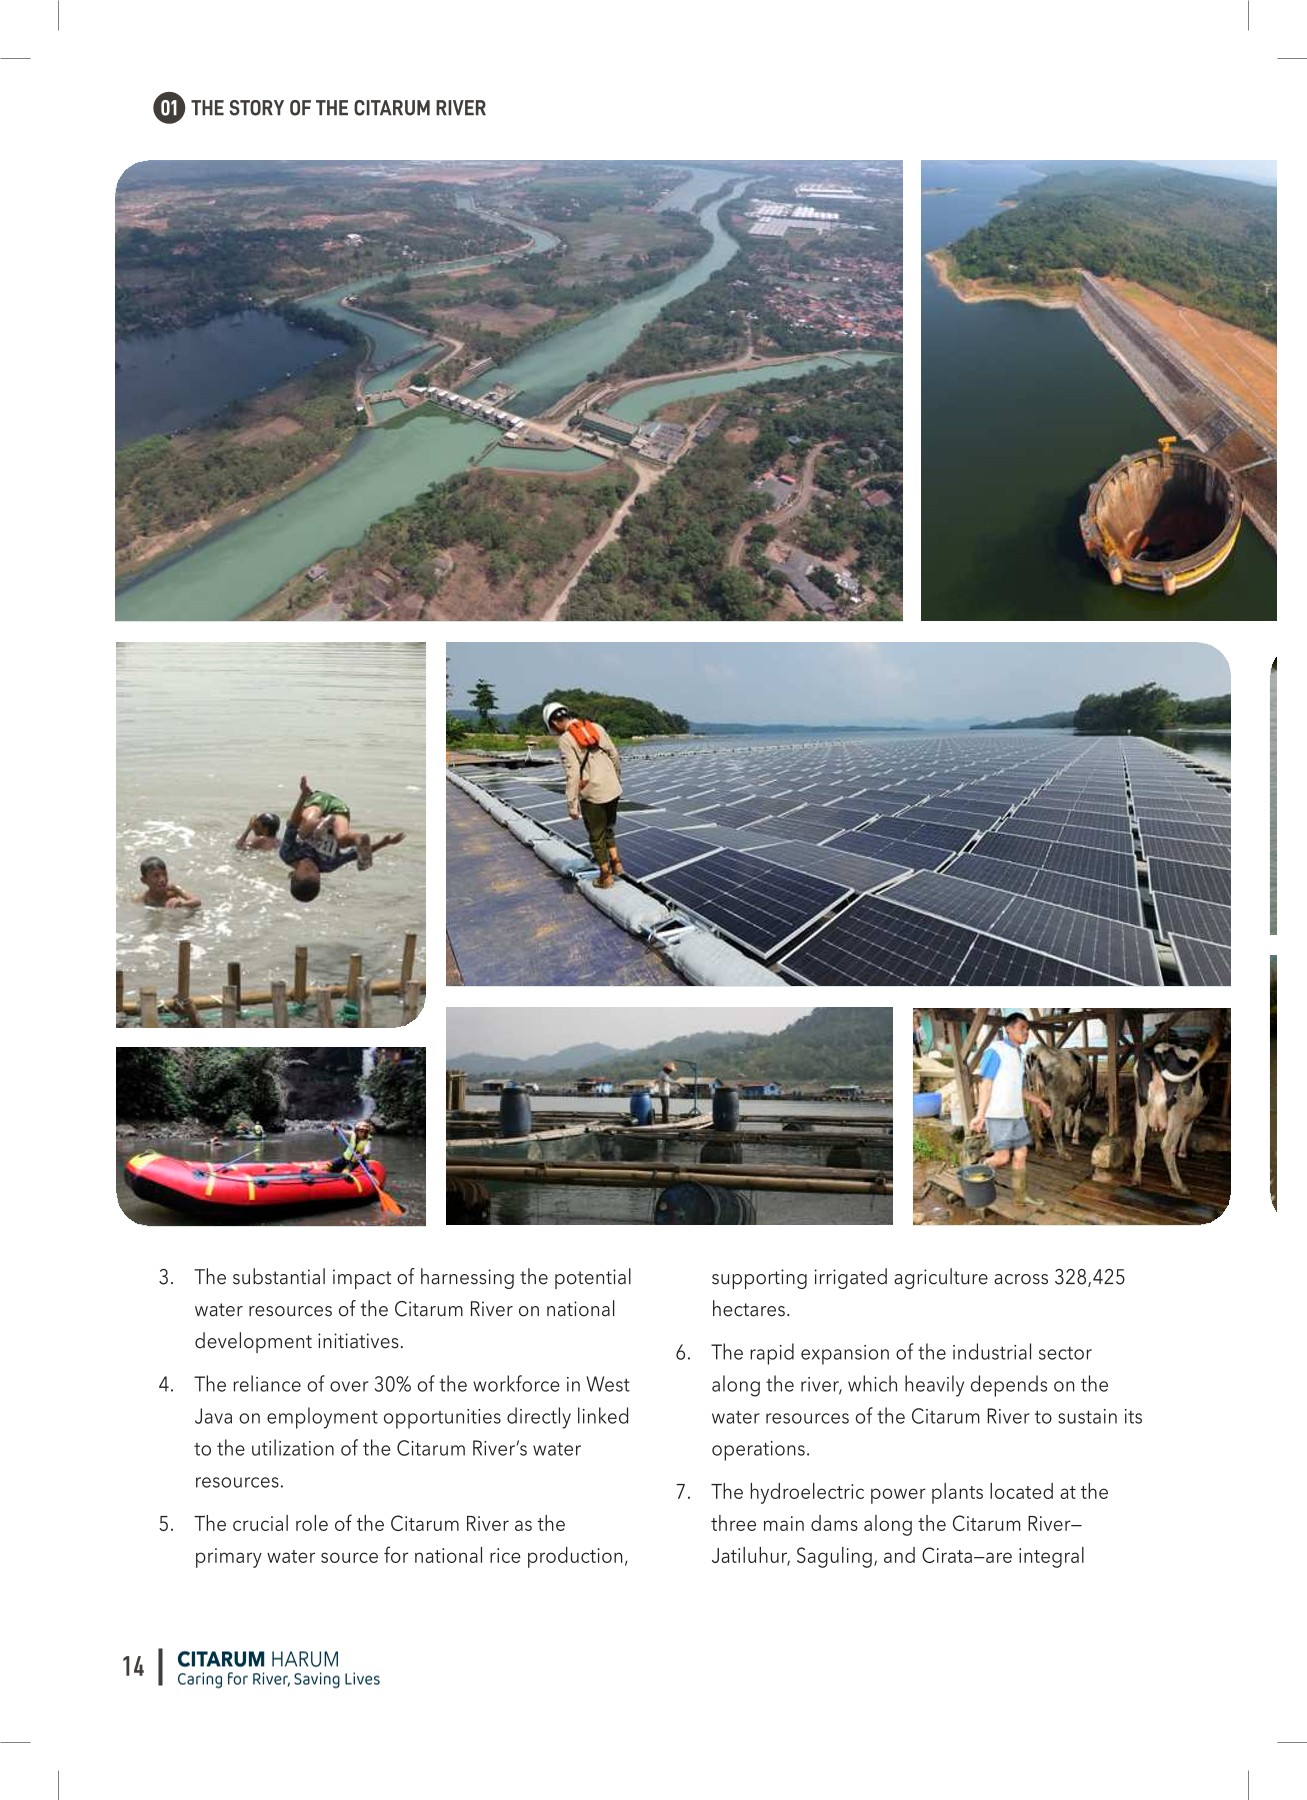 01 THE STORY OF THE CITARUM RIVER
3. The substantial impact of harnessing the potential
water resources of the Citarum River on national
development initiatives.
4. The reliance of over 30% of the workforce in West
Java on employment opportunities directly linked
to the utilization of the Citarum River’s water
resources.
5. The crucial role of the Citarum River as the
primary water source for national rice production,
supporting irrigated agriculture across 328,425
hectares.
6. The rapid expansion of the industrial sector
along the river, which heavily depends on the
water resources of the Citarum River to sustain its
operations.
7. The hydroelectric power plants located at the
three main dams along the Citarum River—
Jatiluhur, Saguling, and Cirata—are integral
14
CITARUM HARUM
Caring for River, Saving Lives